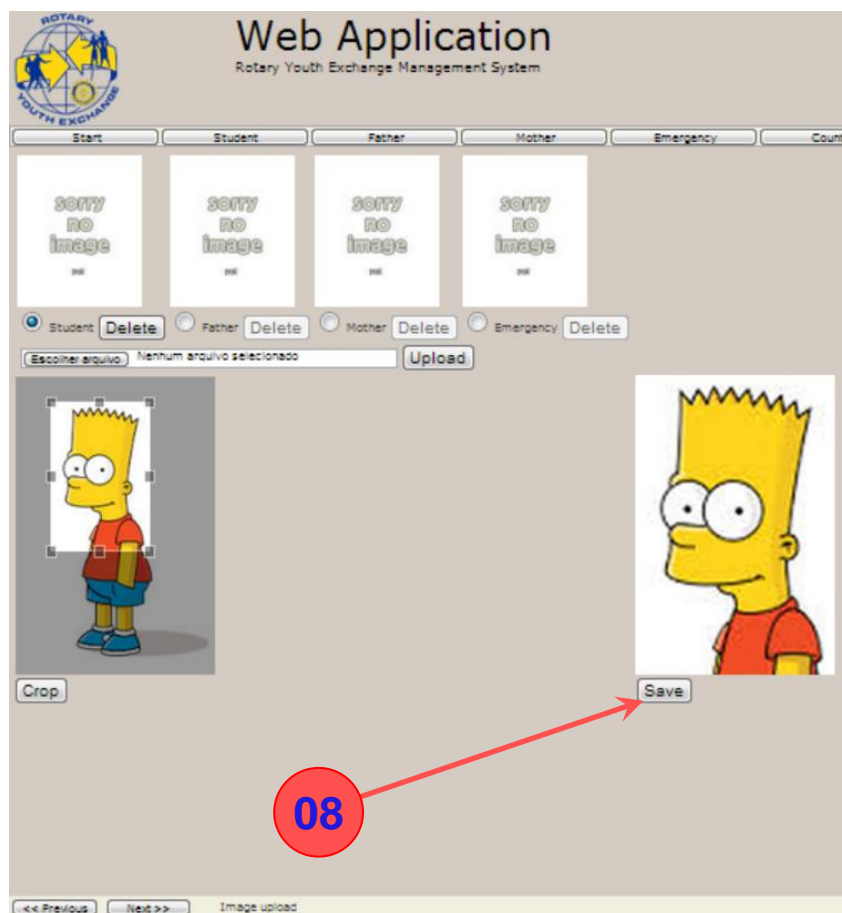 ROTARY
YOUTH EXCHANGE
Web Application
Rotary Youth Exchange Management System
Start Student Father Mother Emergency Coun
sorry sorry sorry sorry
no no no no
image image image image
Student Delete Father Delete Mother Delete Emergency Delete
Escolher arquivo Nenhum arquivo selecionado Upload
Crop Save
08
<< Previous Next >> Image upload